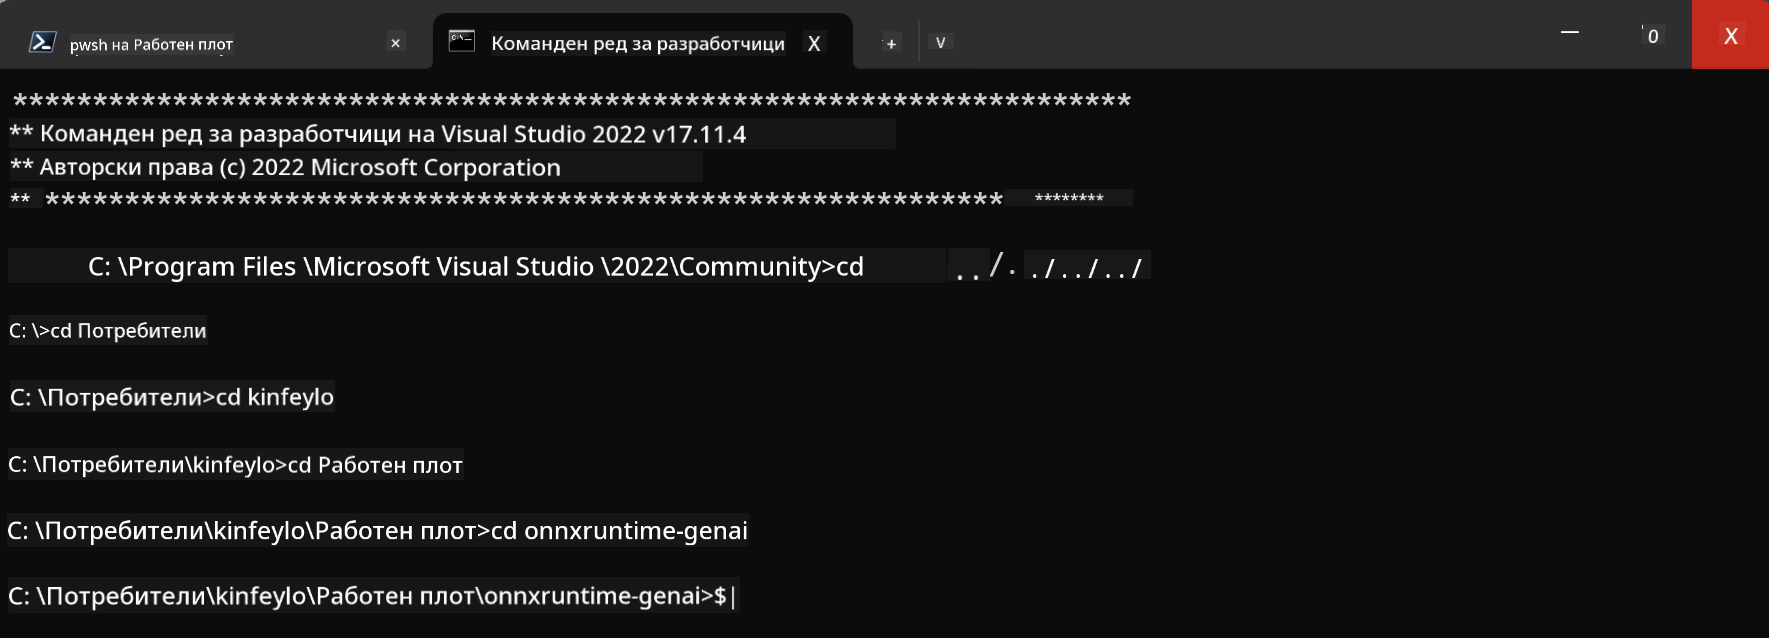 pwsh на Работен плот × Команден ред за разработчици X + v — 0 X
**********************************************************************
** Команден ред за разработчици на Visual Studio 2022 v17.11.4
** Авторски права (c) 2022 Microsoft Corporation
** ************************************************************ ********
C: \Program Files \Microsoft Visual Studio \2022\Community>cd ../. ./../../
C: \>cd Потребители
C: \Потребители>cd kinfeylo
C: \Потребители\kinfeylo>cd Работен плот
C: \Потребители\kinfeylo\Работен плот>cd onnxruntime-genai
C: \Потребители\kinfeylo\Работен плот\onnxruntime-genai>$|